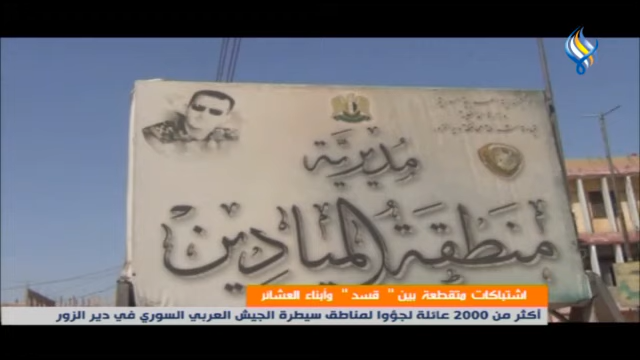 مديرية
منطقة الميادين
اشتباكات متقطعة بين " قسد " وأبناء العشائر
أكثر من 2000 عائلة لجؤوا لمناطق سيطرة الجيش العربي السوري في دير الزور